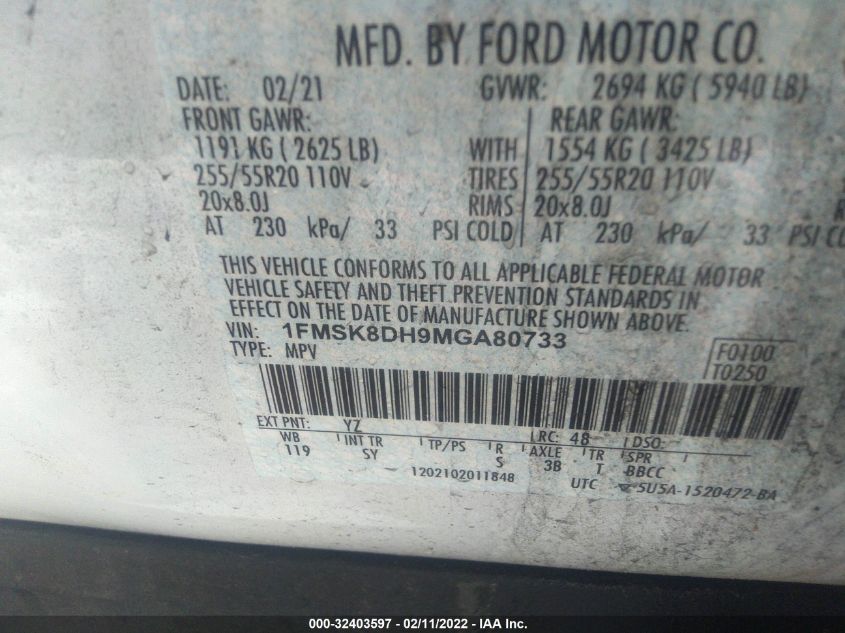 MFD. BY FORD MOTOR CO.
DATE: 02/21 GVWR: 2694 KG ( 5940 LB)
FRONT GAWR: REAR GAWR:
1191 KG ( 2625 LB) WITH 1554 KG ( 3425 LB)
255/55R20 110V TIRES 255/55R20 110V
20x8.0J RIMS 20x8.0J
AT 230 kPa/ 33 PSI COLD AT 230 kPa/ 33 PSI CO
THIS VEHICLE CONFORMS TO ALL APPLICABLE FEDERAL MOTOR
VEHICLE SAFETY AND THEFT PREVENTION STANDARDS IN
EFFECT ON THE DATE OF MANUFACTURE SHOWN ABOVE.
VIN: 1FMSK8DH9MGA80733
TYPE: MPV F0100
T0250
EXT PNT: YZ RC: 48 DSO:
WB INT TR TP/PS R AXLE TR SPR
119 SY S 3B T BBCC
1202102011848 UTC 5U5A-1520472-BA
000-32403597 — 02/11/2022 — IAA Inc.